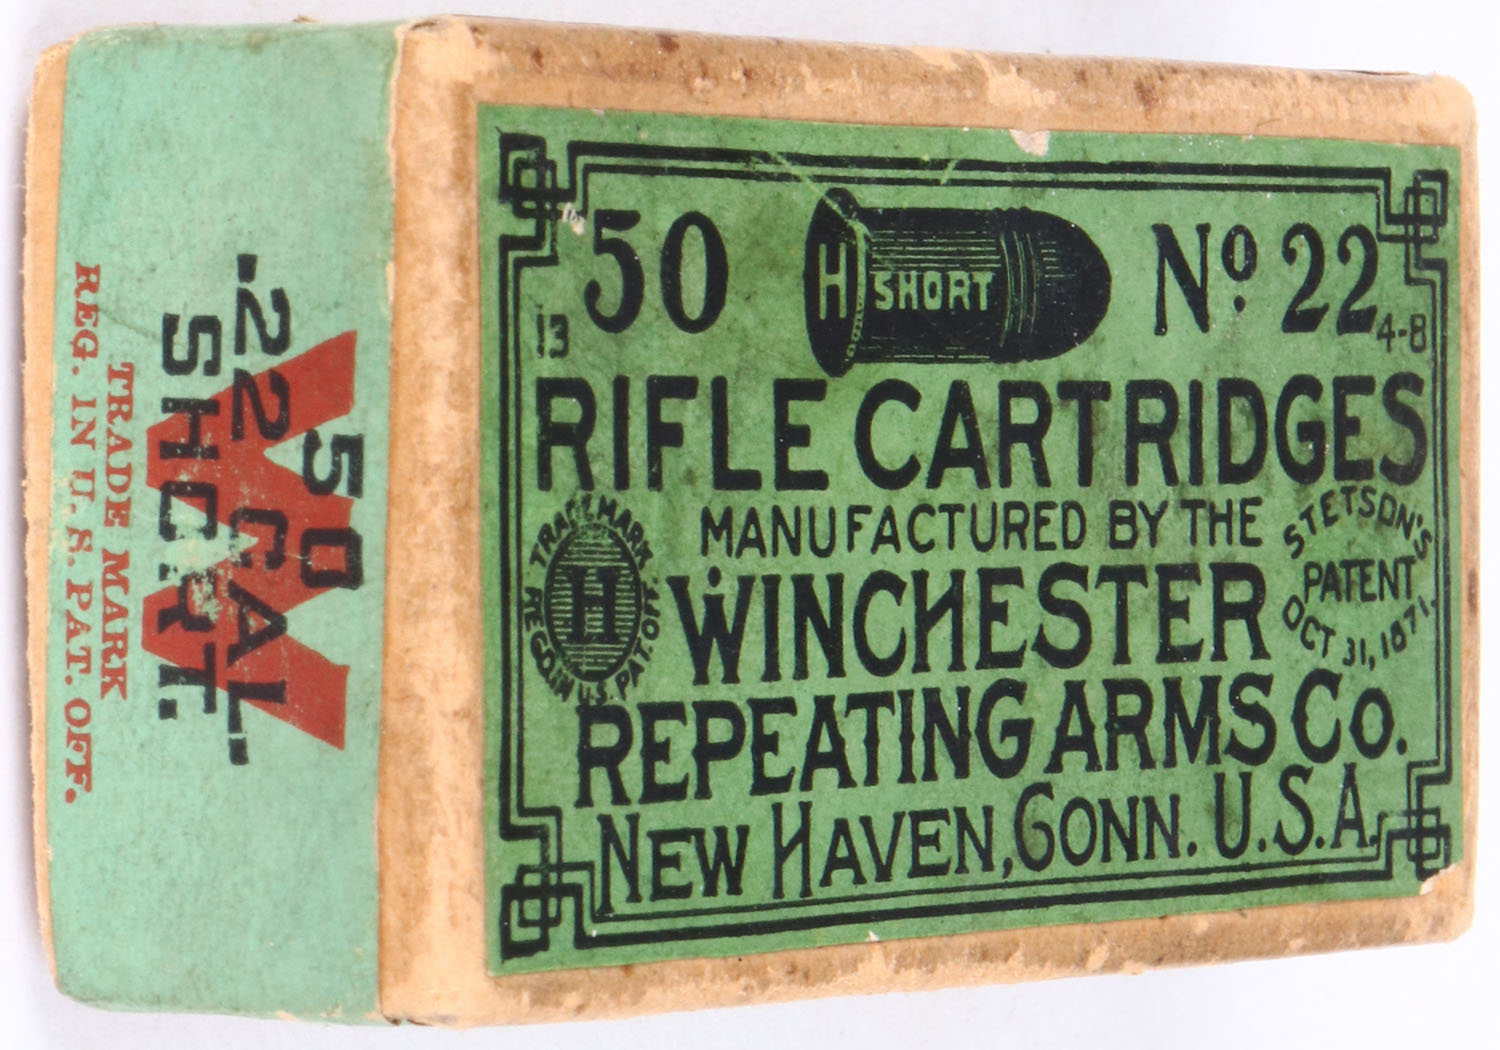 50
H SHORT
Nº 22
13
4-8
RIFLE CARTRIDGES
MANUFACTURED BY THE
WINCHESTER
REPEATING ARMS Co.
NEW HAVEN, CONN. U.S.A.
TRADE MARK
H
REG. IN U.S. PAT. OFF.
STETSON'S
PATENT
OCT 31, 1871.
50
".22 CAL."
SHORT.
W
TRADE MARK
REG. IN U. S. PAT. OFF.